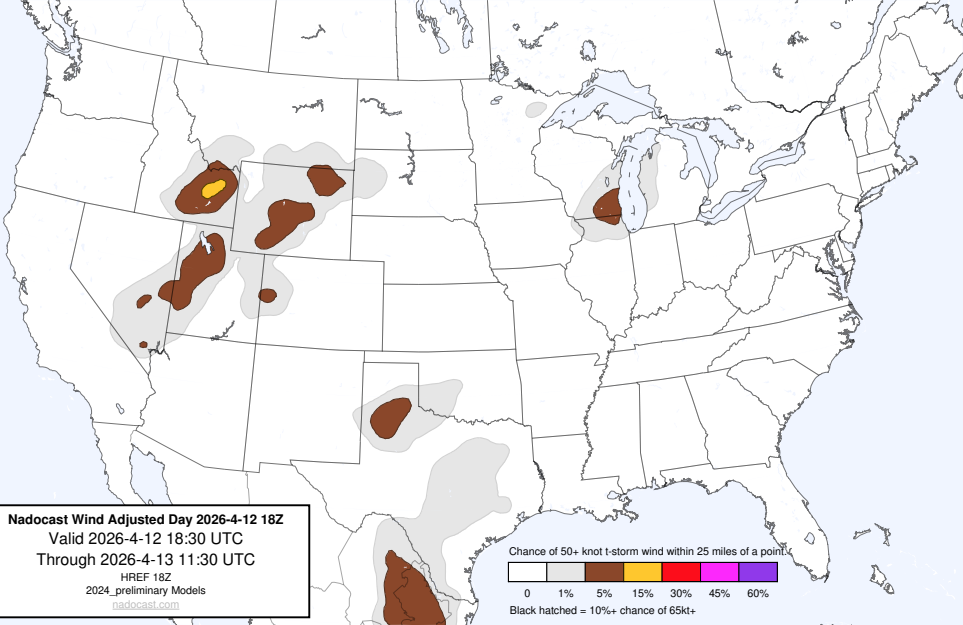 Nadocast Wind Adjusted Day 2026-4-12 18Z
Valid 2026-4-12 18:30 UTC
Through 2026-4-13 11:30 UTC
HREF 18Z
2024_preliminary Models
nadocast.com
Chance of 50+ knot t-storm wind within 25 miles of a point.
0 1% 5% 15% 30% 45% 60%
Black hatched = 10%+ chance of 65kt+